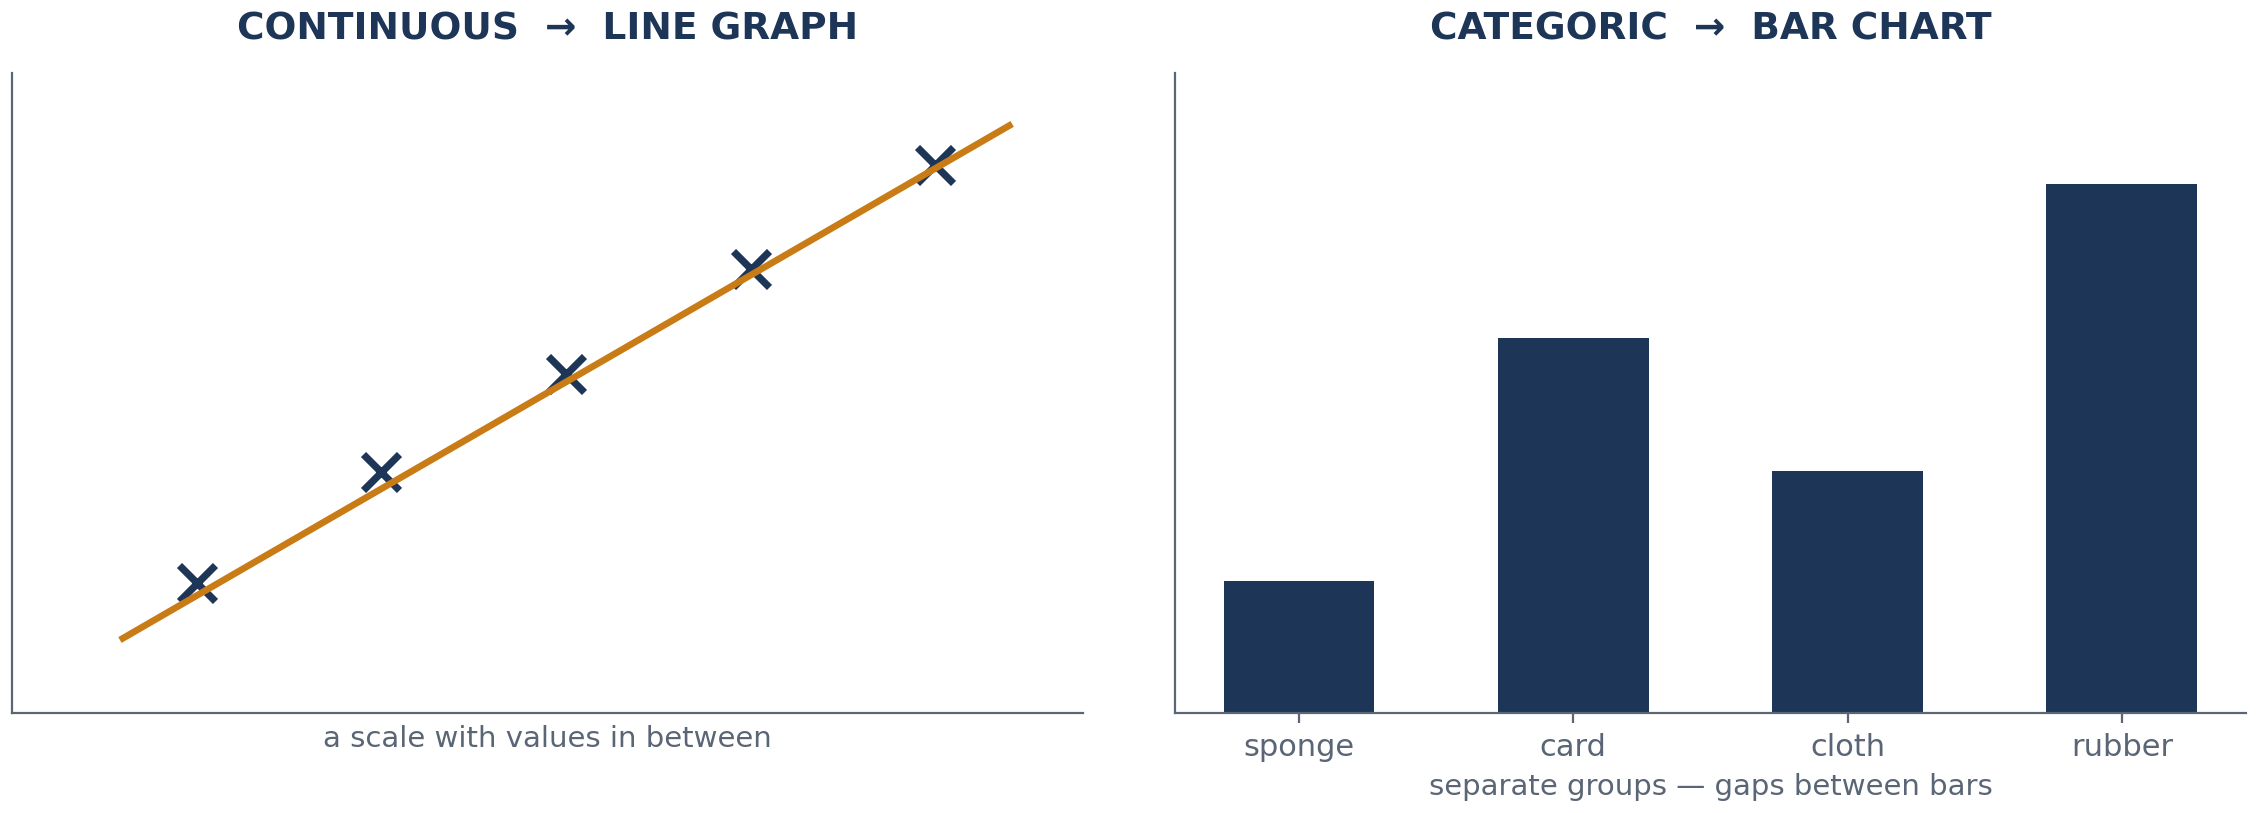 CONTINUOUS → LINE GRAPH
a scale with values in between
CATEGORIC → BAR CHART
sponge card cloth rubber
separate groups — gaps between bars